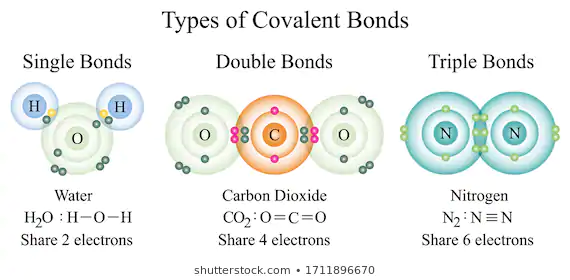 Types of Covalent Bonds
Single Bonds
Double Bonds
Triple Bonds
H
H
O
O
C
O
N
N
Water
Carbon Dioxide
Nitrogen
H₂O : H–O–H
CO₂ : O=C=O
N₂ : N≡N
Share 2 electrons
Share 4 electrons
Share 6 electrons
shutterstock.com • 1711896670